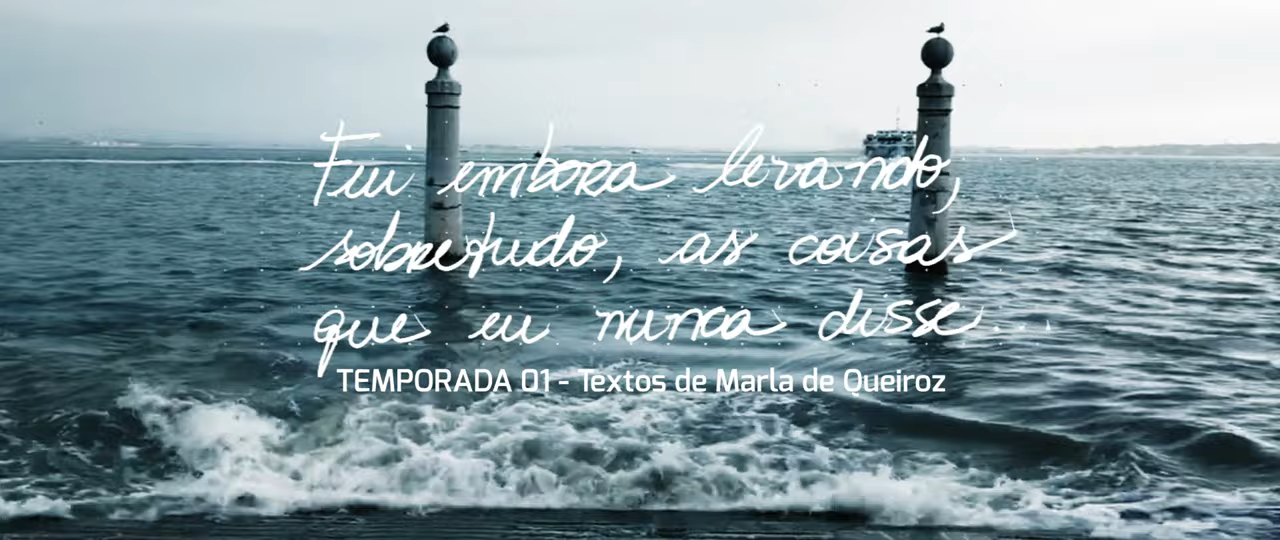 Fui embora levando,
sobretudo, as coisas
que eu nunca disse...
TEMPORADA 01 - Textos de Marla de Queiroz